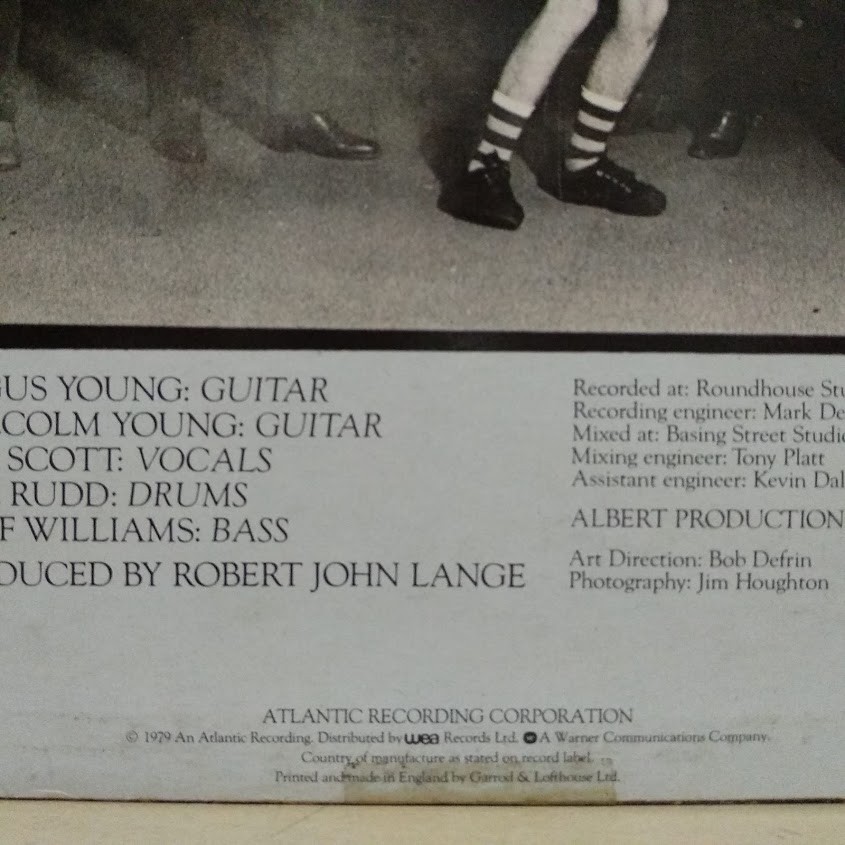 GUS YOUNG: GUITAR
COLM YOUNG: GUITAR
SCOTT: VOCALS
RUDD: DRUMS
F WILLIAMS: BASS
DUCED BY ROBERT JOHN LANGE
Recorded at: Roundhouse Stu
Recording engineer: Mark De
Mixed at: Basing Street Studio
Mixing engineer: Tony Platt
Assistant engineer: Kevin Dal
ALBERT PRODUCTION
Art Direction: Bob Defrin
Photography: Jim Houghton
ATLANTIC RECORDING CORPORATION
© 1979 An Atlantic Recording. Distributed by wea Records Ltd. A Warner Communications Company.
Country of manufacture as stated on record label.
Printed and made in England by Garrod & Lofthouse Ltd.